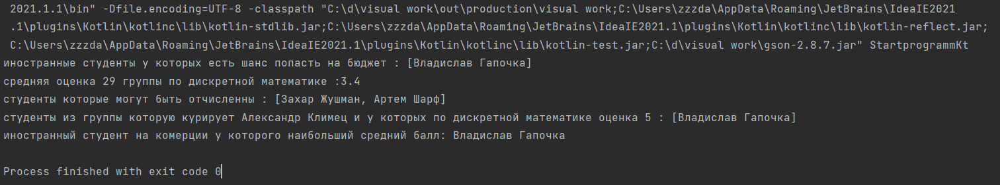 2021.1.1\bin" -Dfile.encoding=UTF-8 -classpath "C:\d\visual work\out\production\visual work;C:\Users\zzzda\AppData\Roaming\JetBrains\IdeaIE2021
.1\plugins\Kotlin\kotlinc\lib\kotlin-stdlib.jar;C:\Users\zzzda\AppData\Roaming\JetBrains\IdeaIE2021.1\plugins\Kotlin\kotlinc\lib\kotlin-reflect.jar;
C:\Users\zzzda\AppData\Roaming\JetBrains\IdeaIE2021.1\plugins\Kotlin\kotlinc\lib\kotlin-test.jar;C:\d\visual work\gson-2.8.7.jar" StartprogrammKt
иностранные студенты у которых есть шанс попасть на бюджет : [Владислав Гапочка]
средняя оценка 29 группы по дискретной математике :3.4
студенты которые могут быть отчисленны : [Захар Жушман, Артем Шарф]
студенты из группы которую курирует Александр Климец и у которых по дискретной математике оценка 5 : [Владислав Гапочка]
иностранный студент на комерции у которого наибольший средний балл: Владислав Гапочка
Process finished with exit code 0